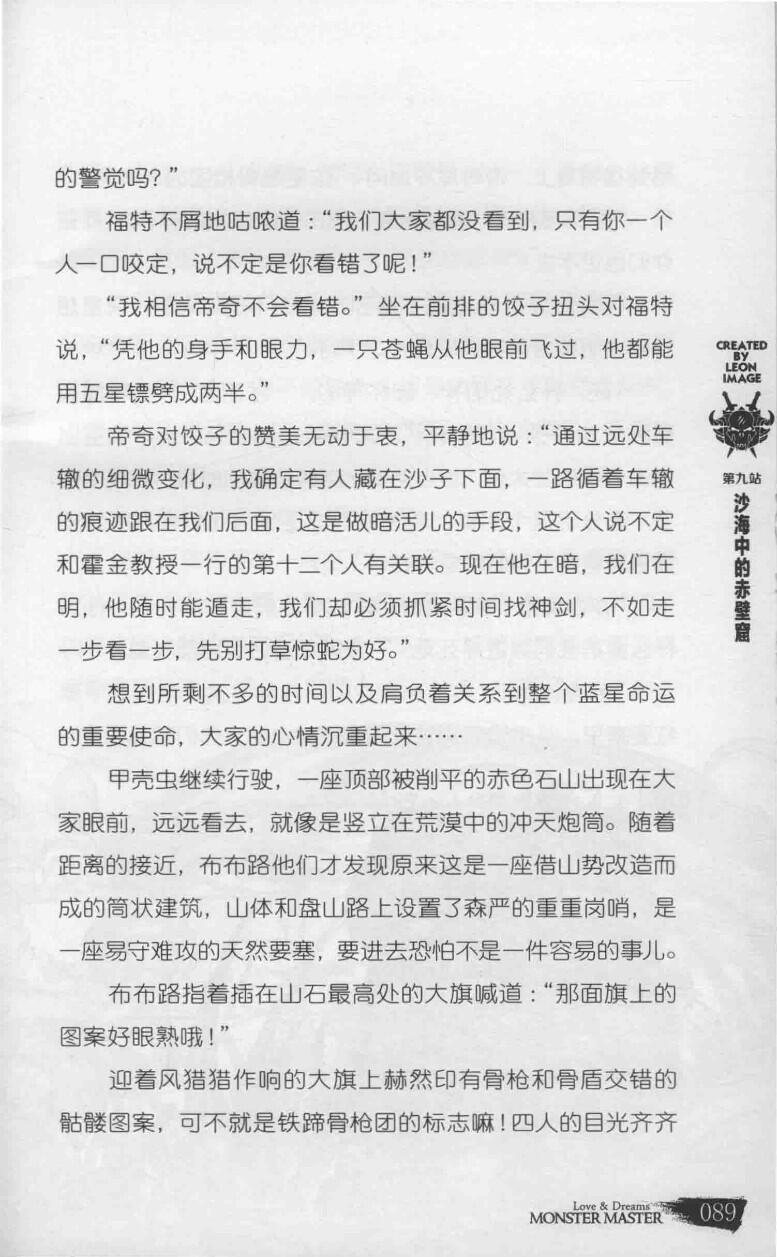 的警觉吗？”
福特不屑地咕哝道：“我们大家都没看到，只有你一个
人一口咬定，说不定是你看错了呢！”
“我相信帝奇不会看错。”坐在前排的饺子扭头对福特
说，“凭他的身手和眼力，一只苍蝇从他眼前飞过，他都能
用五星镖劈成两半。”
帝奇对饺子的赞美无动于衷，平静地说：“通过远处车
辙的细微变化，我确定有人藏在沙子下面，一路循着车辙
的痕迹跟在我们后面，这是做暗活儿的手段，这个人说不定
和霍金教授一行的第十二个人有关联。现在他在暗，我们在
明，他随时能遁走，我们却必须抓紧时间找神剑，不如走
一步看一步，先别打草惊蛇为好。”
想到所剩不多的时间以及肩负着关系到整个蓝星命运
的重要使命，大家的心情沉重起来……
甲壳虫继续行驶，一座顶部被削平的赤色石山出现在大
家眼前，远远看去，就像是竖立在荒漠中的冲天炮筒。随着
距离的接近，布布路他们才发现原来这是一座借山势改造而
成的筒状建筑，山体和盘山路上设置了森严的重重岗哨，是
一座易守难攻的天然要塞，要进去恐怕不是一件容易的事儿。
布布路指着插在山石最高处的大旗喊道：“那面旗上的
图案好眼熟哦！”
迎着风猎猎作响的大旗上赫然印有骨枪和骨盾交错的
骷髅图案，可不就是铁蹄骨枪团的标志嘛！四人的目光齐齐
CREATED
BY
LEON
IMAGE
第九站
沙海中的赤壁窟
Love & Dreams
MONSTER MASTER
089